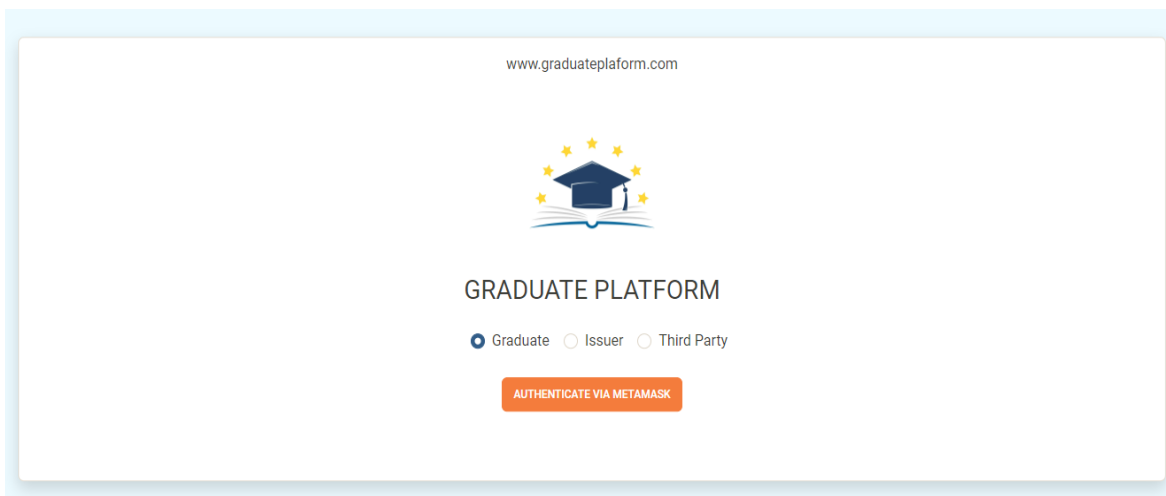 www.graduateplaform.com
GRADUATE PLATFORM
Graduate Issuer Third Party
AUTHENTICATE VIA METAMASK